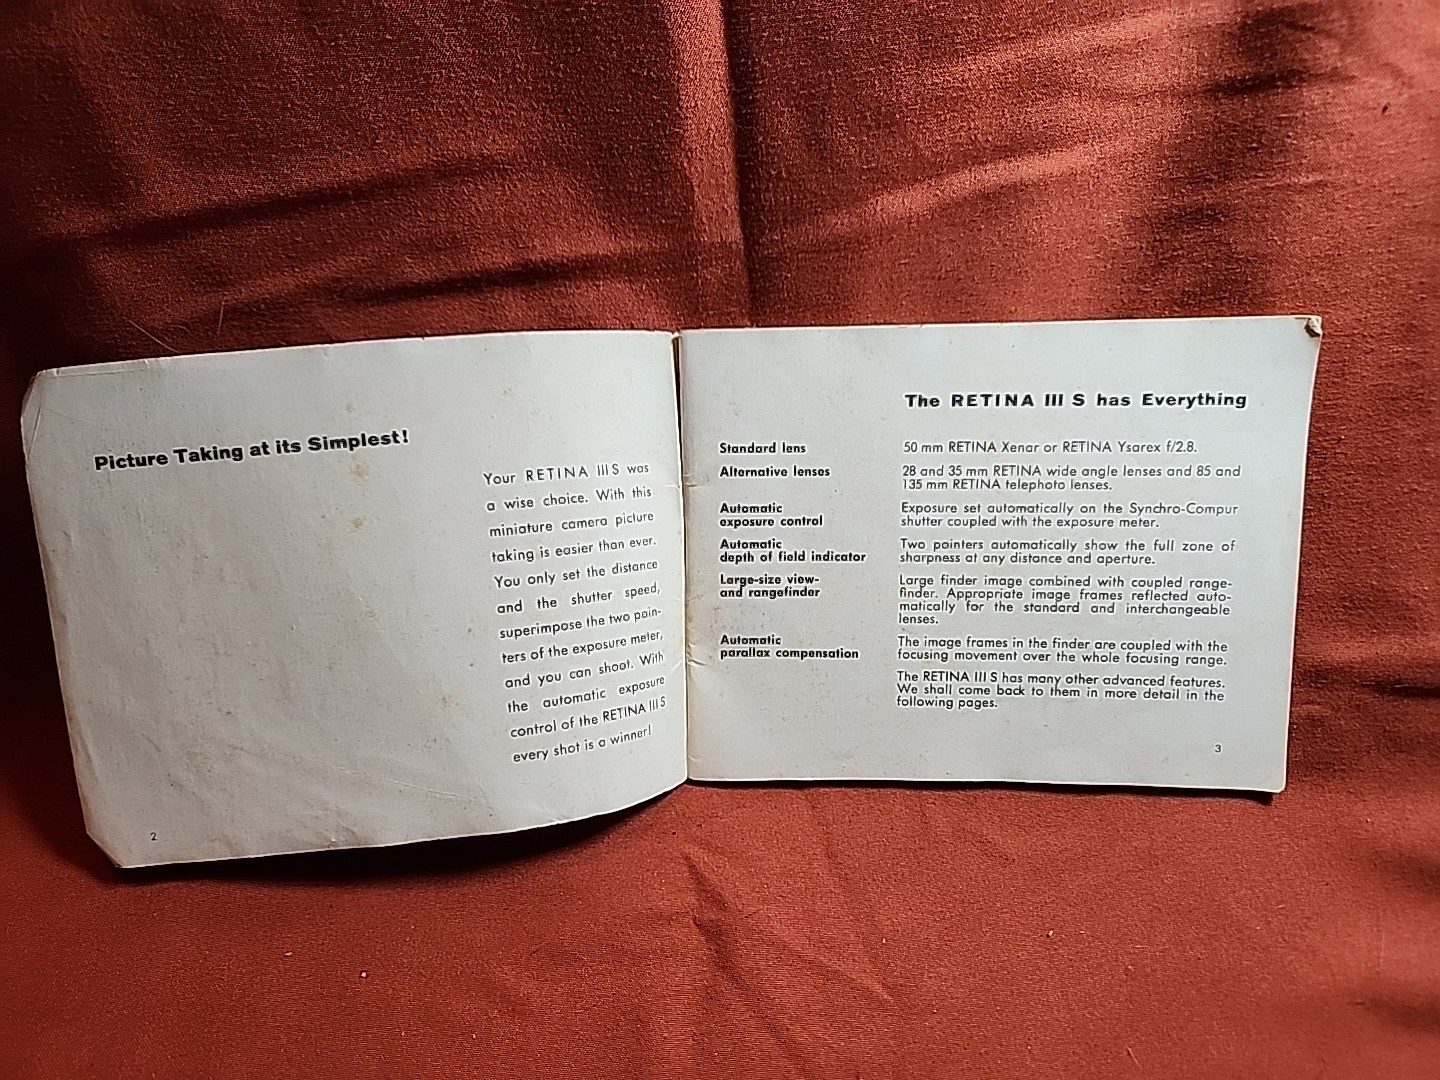 Picture Taking at its Simplest!
Your RETINA III S was
a wise choice. With this
miniature camera picture
taking is easier than ever.
You only set the distance
and the shutter speed,
superimpose the two poin-
ters of the exposure meter,
and you can shoot. With
the automatic exposure
control of the RETINA III S
every shot is a winner!
2
The RETINA III S has Everything
Standard lens
50 mm RETINA Xenar or RETINA Ysarex f/2.8.
Alternative lenses
28 and 35 mm RETINA wide angle lenses and 85 and
135 mm RETINA telephoto lenses.
Automatic
exposure control
Exposure set automatically on the Synchro-Compur
shutter coupled with the exposure meter.
Automatic
depth of field indicator
Two pointers automatically show the full zone of
sharpness at any distance and aperture.
Large-size view-
and rangefinder
Large finder image combined with coupled range-
finder. Appropriate image frames reflected auto-
matically for the standard and interchangeable
lenses.
Automatic
parallax compensation
The image frames in the finder are coupled with the
focusing movement over the whole focusing range.
The RETINA III S has many other advanced features.
We shall come back to them in more detail in the
following pages.
3